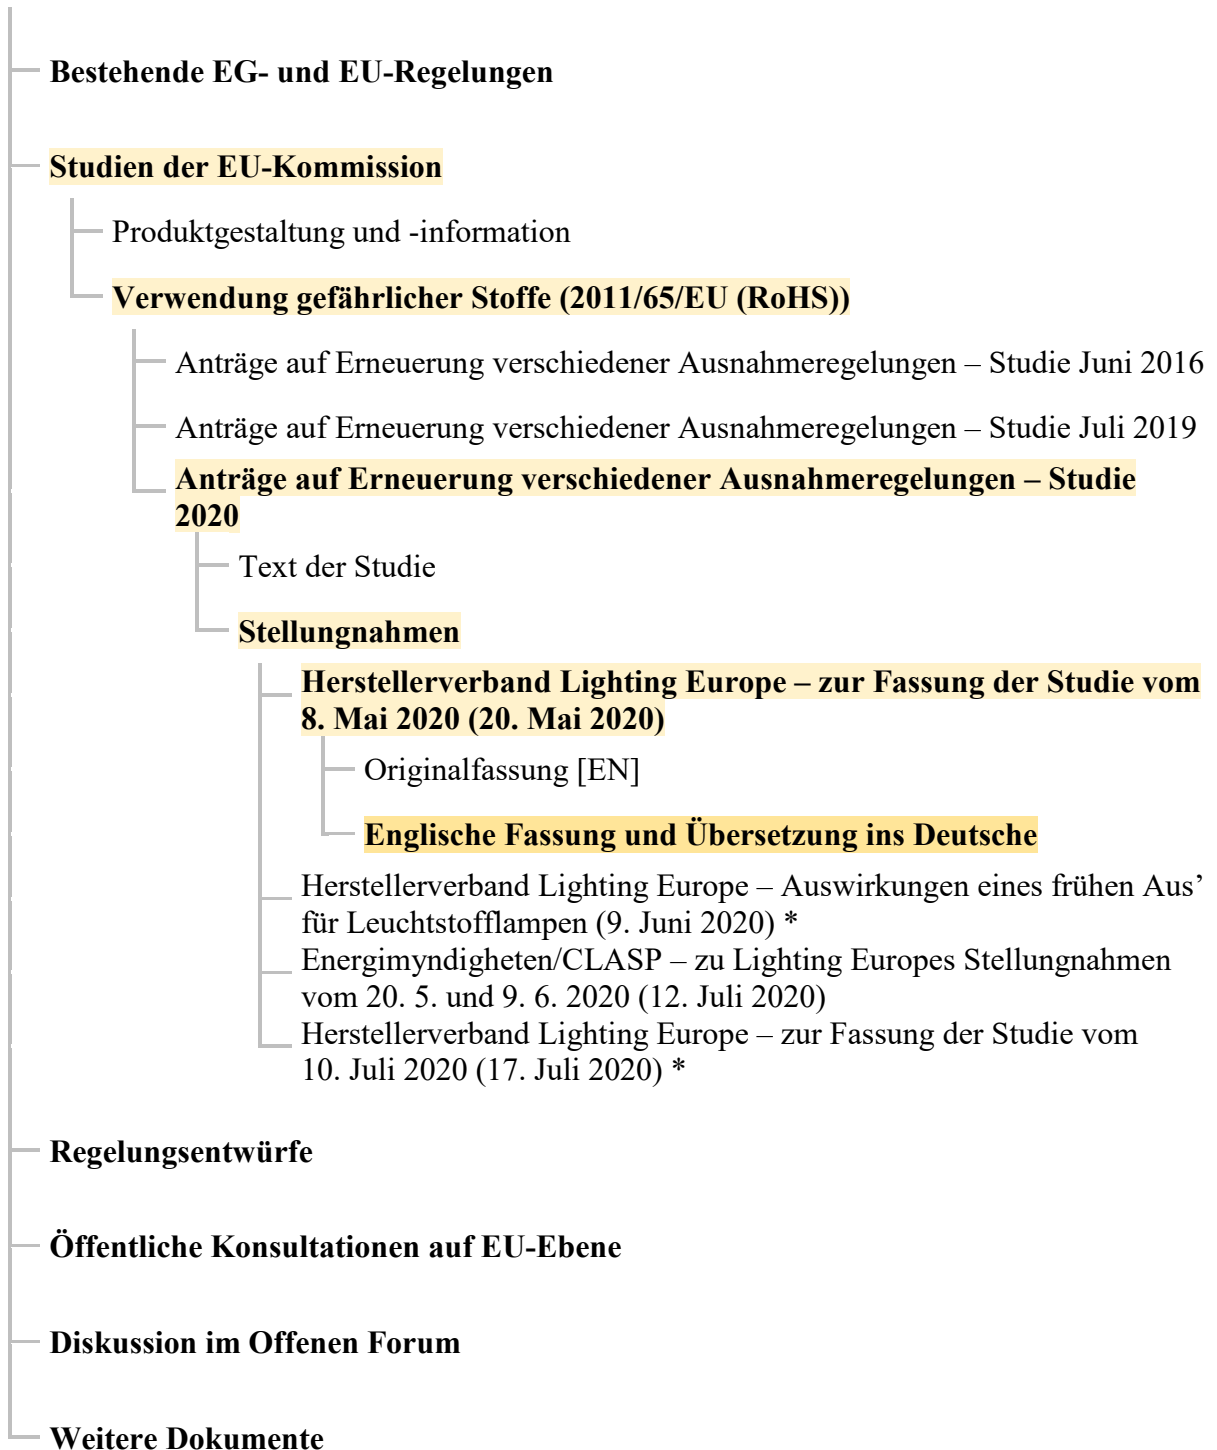 Bestehende EG- und EU-Regelungen
Studien der EU-Kommission
Produktgestaltung und -information
Verwendung gefährlicher Stoffe (2011/65/EU (RoHS))
Anträge auf Erneuerung verschiedener Ausnahmeregelungen – Studie Juni 2016
Anträge auf Erneuerung verschiedener Ausnahmeregelungen – Studie Juli 2019
Anträge auf Erneuerung verschiedener Ausnahmeregelungen – Studie
2020
Text der Studie
Stellungnahmen
Herstellerverband Lighting Europe – zur Fassung der Studie vom
8. Mai 2020 (20. Mai 2020)
Originalfassung [EN]
Englische Fassung und Übersetzung ins Deutsche
Herstellerverband Lighting Europe – Auswirkungen eines frühen Aus’
für Leuchtstofflampen (9. Juni 2020) *
Energimyndigheten/CLASP – zu Lighting Europes Stellungnahmen
vom 20. 5. und 9. 6. 2020 (12. Juli 2020)
Herstellerverband Lighting Europe – zur Fassung der Studie vom
10. Juli 2020 (17. Juli 2020) *
Regelungsentwürfe
Öffentliche Konsultationen auf EU-Ebene
Diskussion im Offenen Forum
Weitere Dokumente